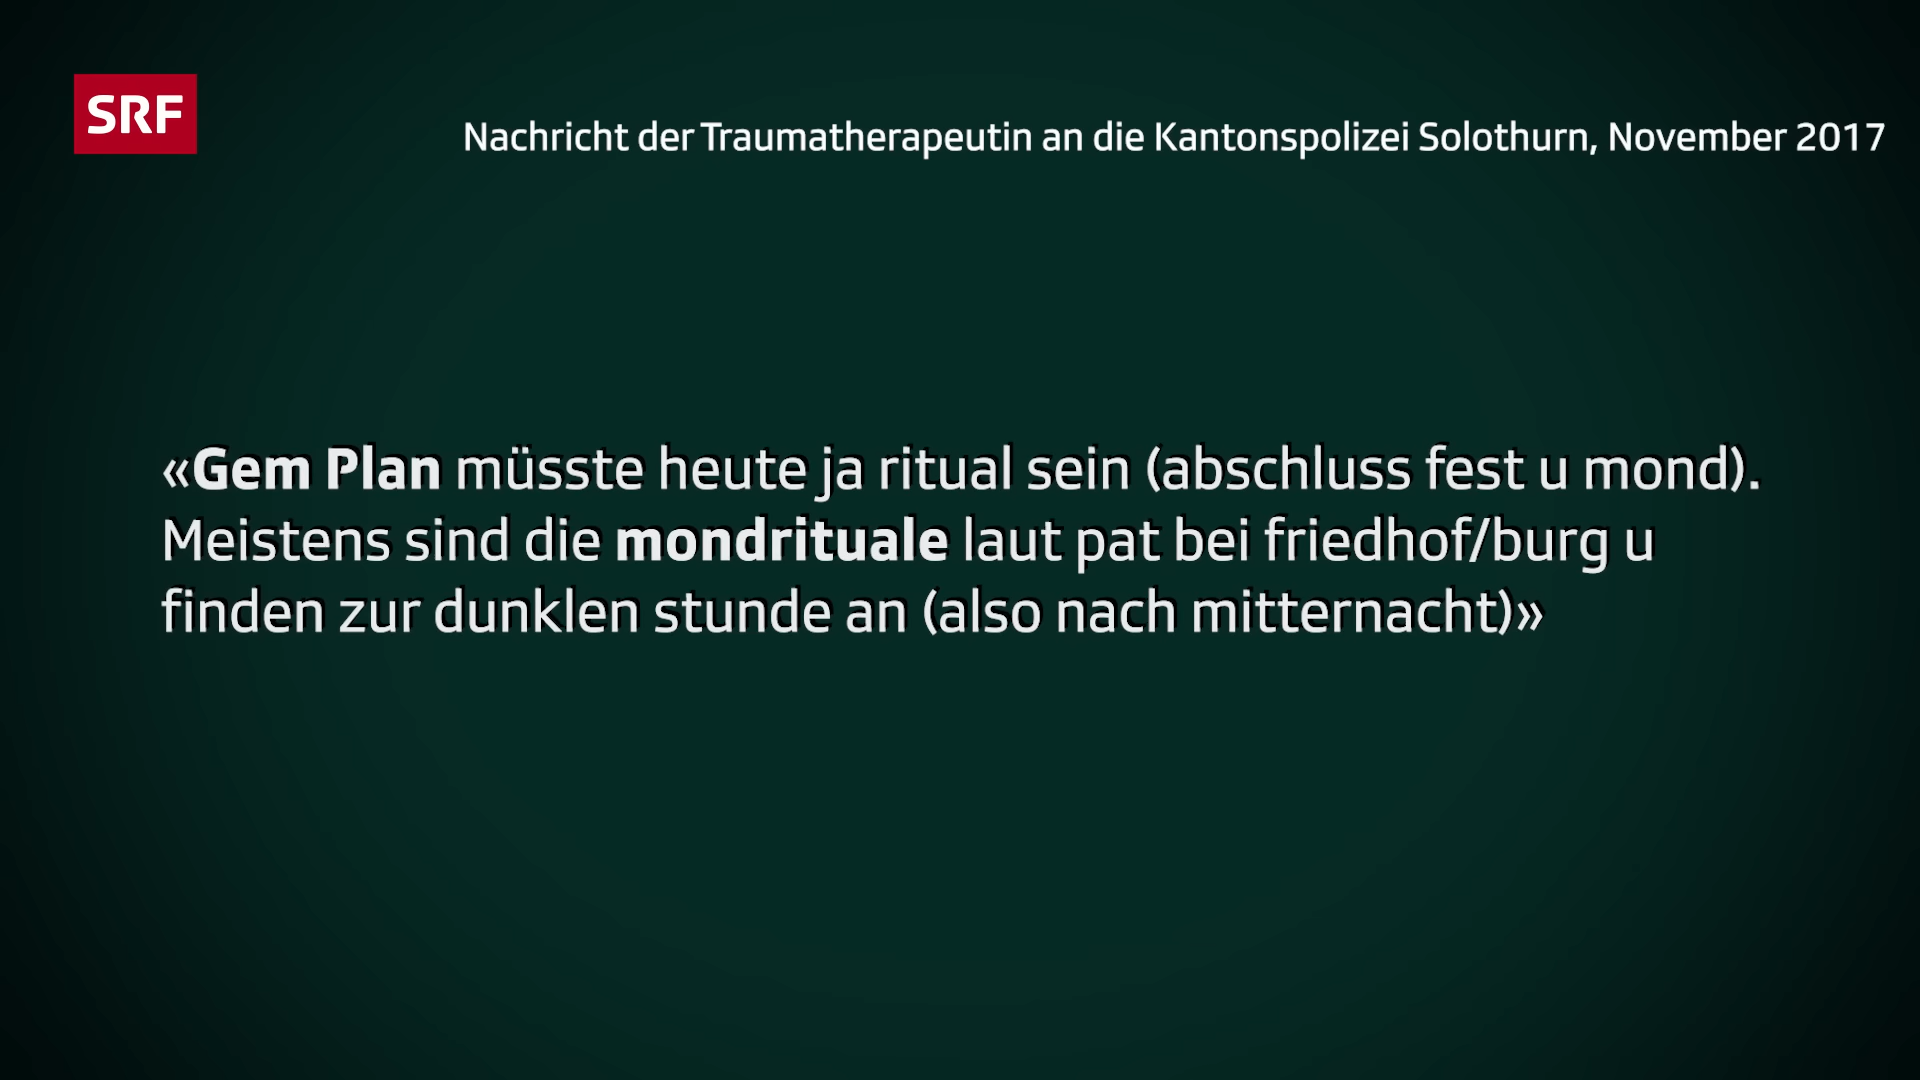 SRF
Nachricht der Traumatherapeutin an die Kantonspolizei Solothurn, November 2017
«Gem Plan müsste heute ja ritual sein (abschluss fest u mond).
Meistens sind die mondrituale laut pat bei friedhof/burg u
finden zur dunklen stunde an (also nach mitternacht)»